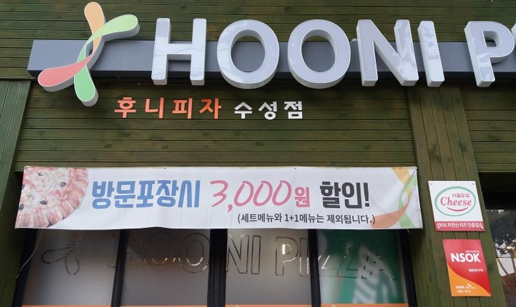 HOONI P
후니피자 수성점
방문포장시 3,000원 할인!
(세트메뉴와 1+1메뉴는 제외됩니다.)
HOONI PIZZA
Cheese
NSOK